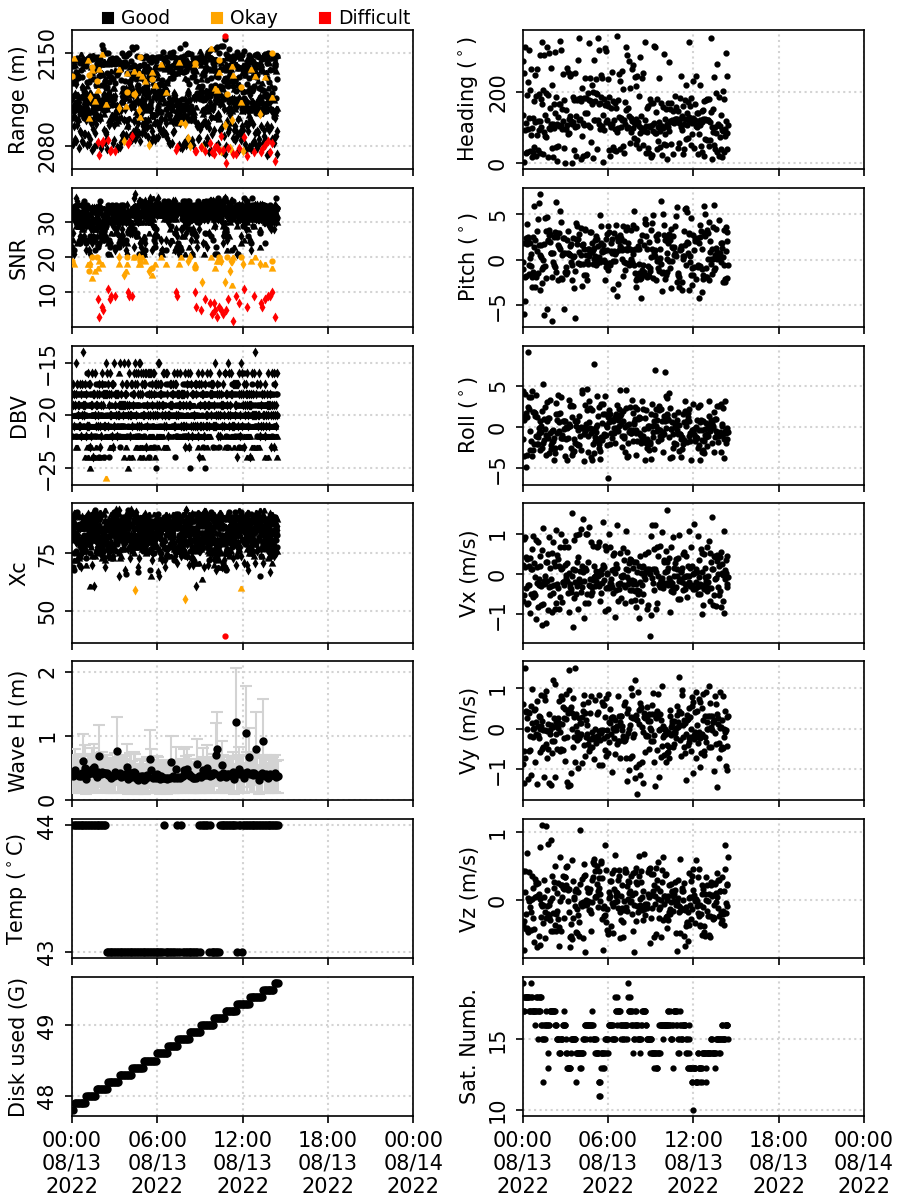 Good Okay Difficult
Range (m)
2150
2080
Heading (°)
200
0
SNR
30
20
10
Pitch (°)
5
0
−5
DBV
−15
−20
−25
Roll (°)
5
0
−5
Xc
75
50
Vx (m/s)
1
0
−1
Wave H (m)
2
1
0
Vy (m/s)
1
0
−1
Temp (°C)
44
43
Vz (m/s)
1
0
Disk used (G)
49
48
Sat. Numb.
15
10
00:00 06:00 12:00 18:00 00:00
08/13 08/13 08/13 08/13 08/14
2022 2022 2022 2022 2022
00:00 06:00 12:00 18:00 00:00
08/13 08/13 08/13 08/13 08/14
2022 2022 2022 2022 2022